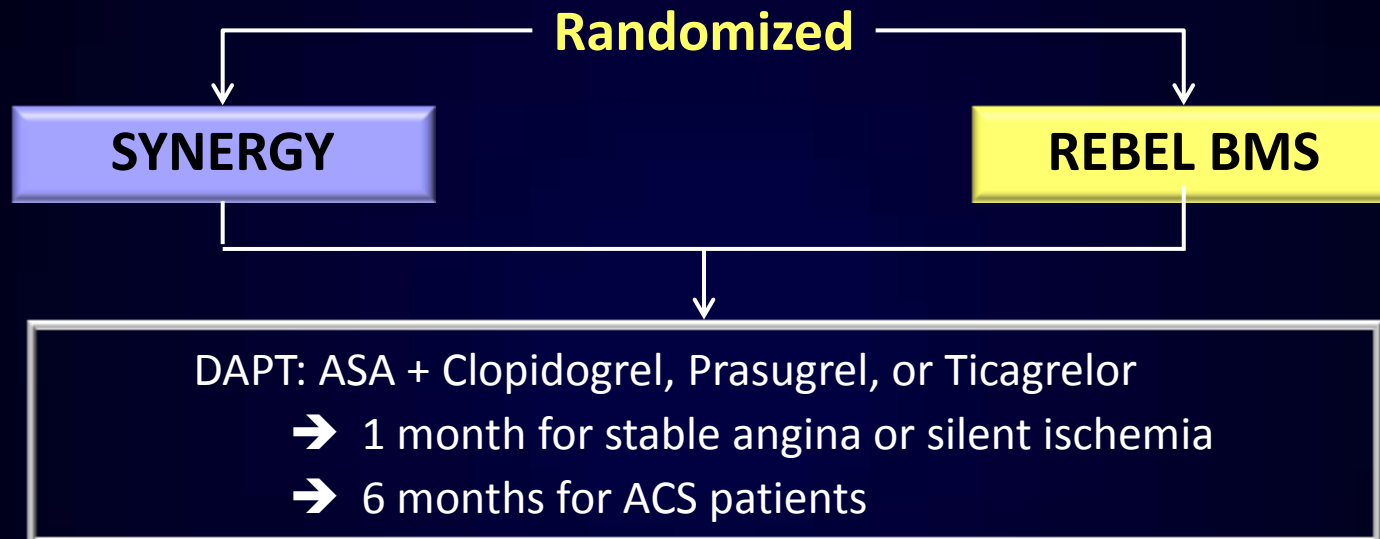 Randomized
SYNERGY
REBEL BMS
DAPT: ASA + Clopidogrel, Prasugrel, or Ticagrelor
➔ 1 month for stable angina or silent ischemia
➔ 6 months for ACS patients